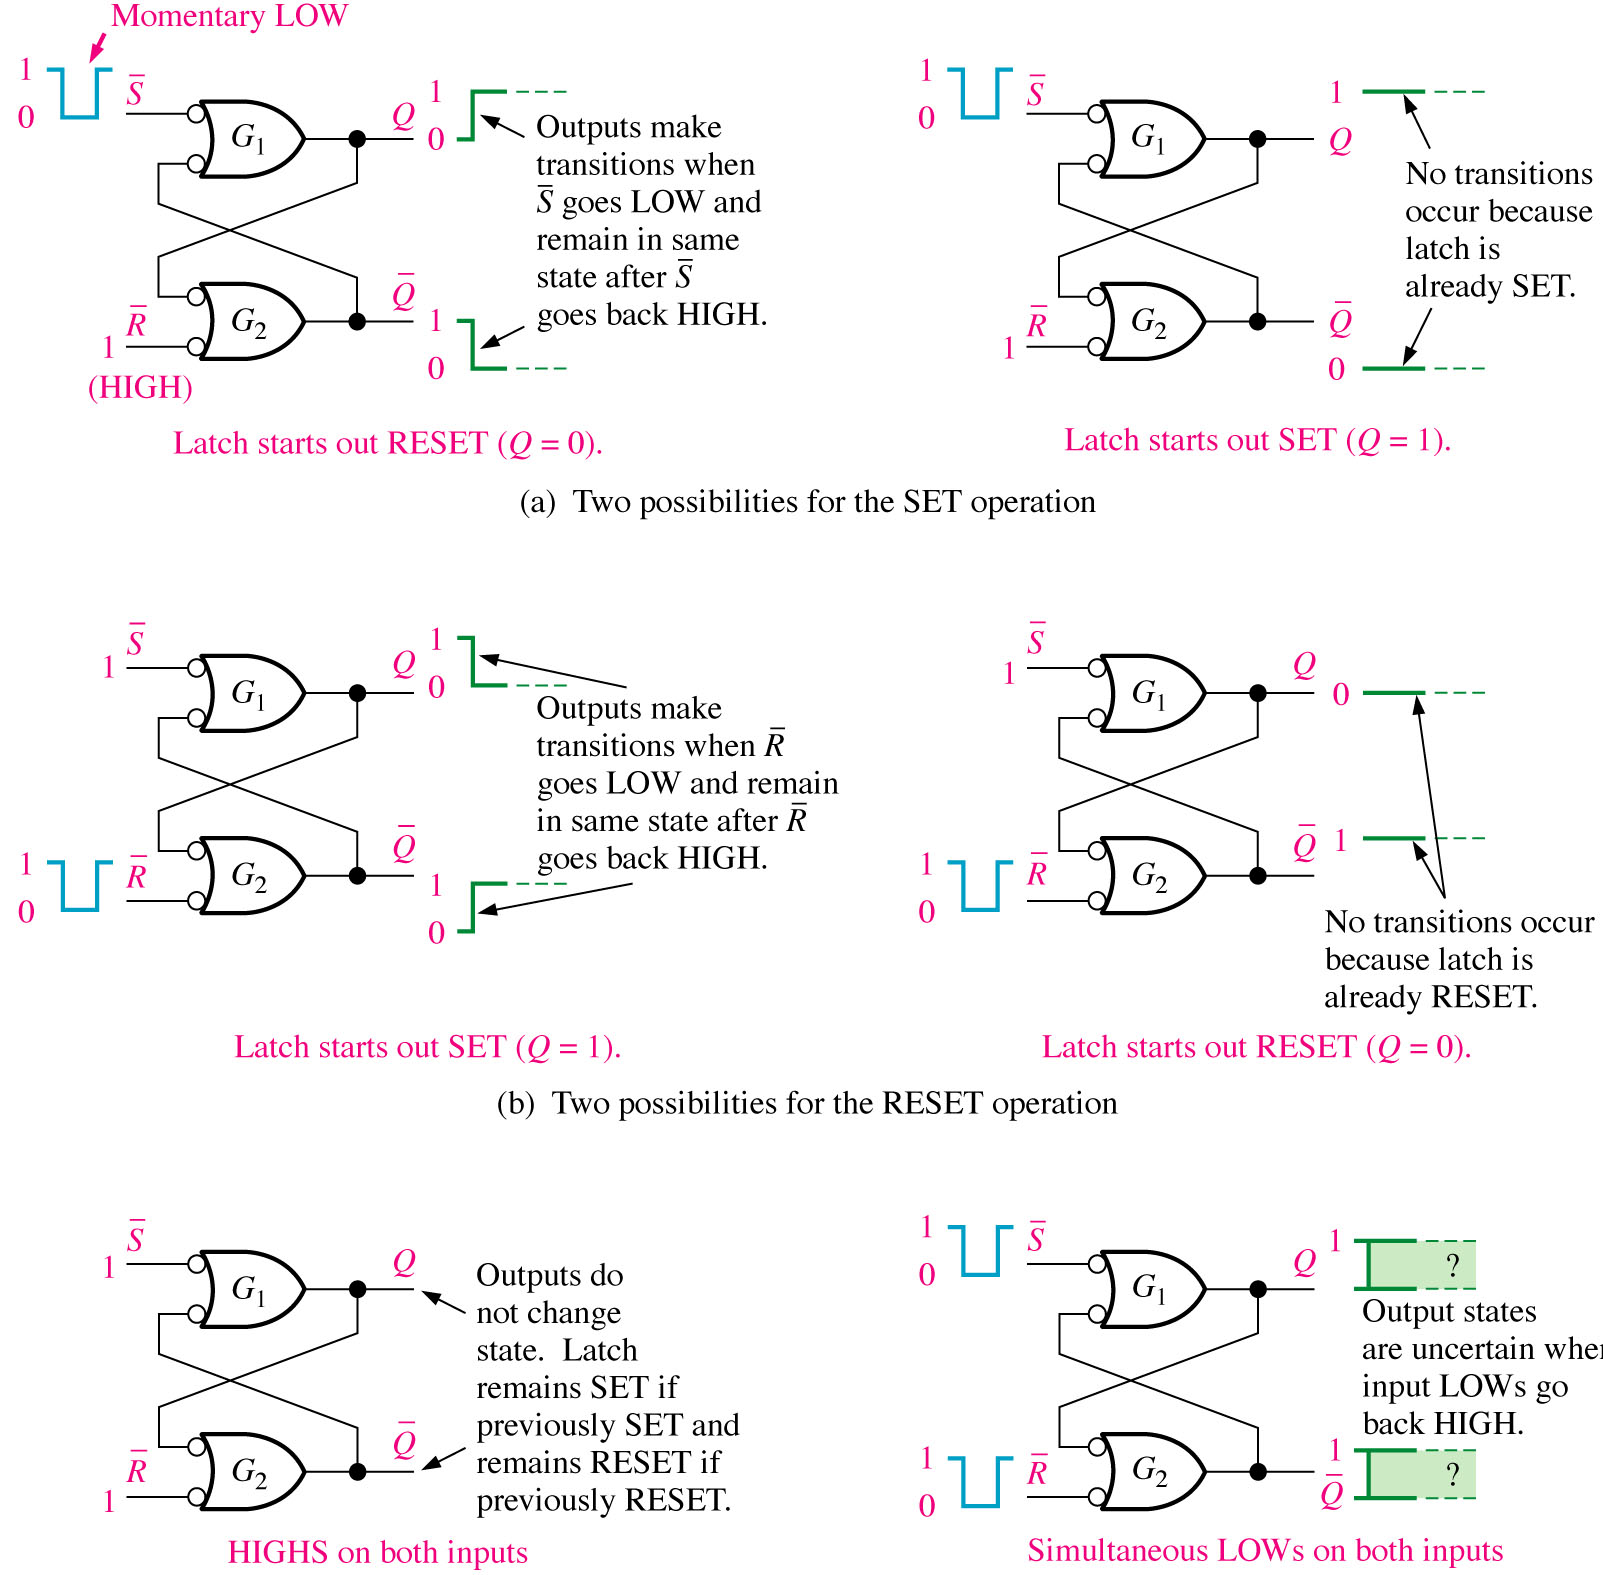 Momentary LOW
1
0
S̅
G1
Q
1
0
Outputs make
transitions when
S̅ goes LOW and
remain in same
state after S̅
goes back HIGH.
R̅
1
(HIGH)
G2
Q̅
1
0
Latch starts out RESET (Q = 0).
1
0
S̅
G1
1
Q
No transitions
occur because
latch is
already SET.
R̅
1
G2
Q̅
0
Latch starts out SET (Q = 1).
(a) Two possibilities for the SET operation
S̅
1
G1
Q
1
0
Outputs make
transitions when R̅
goes LOW and remain
in same state after R̅
goes back HIGH.
1
0
R̅
G2
Q̅
1
0
Latch starts out SET (Q = 1).
S̅
1
G1
Q
0
1
0
R̅
G2
Q̅ 1
No transitions occur
because latch is
already RESET.
Latch starts out RESET (Q = 0).
(b) Two possibilities for the RESET operation
S̅
1
G1
Q
Outputs do
not change
state. Latch
remains SET if
previously SET and
remains RESET if
previously RESET.
R̅
1
G2
Q̅
HIGHS on both inputs
1
0
S̅
G1
Q
1
?
Output states
are uncertain when
input LOWs go
back HIGH.
1
0
R̅
G2
1
Q̅
?
Simultaneous LOWs on both inputs